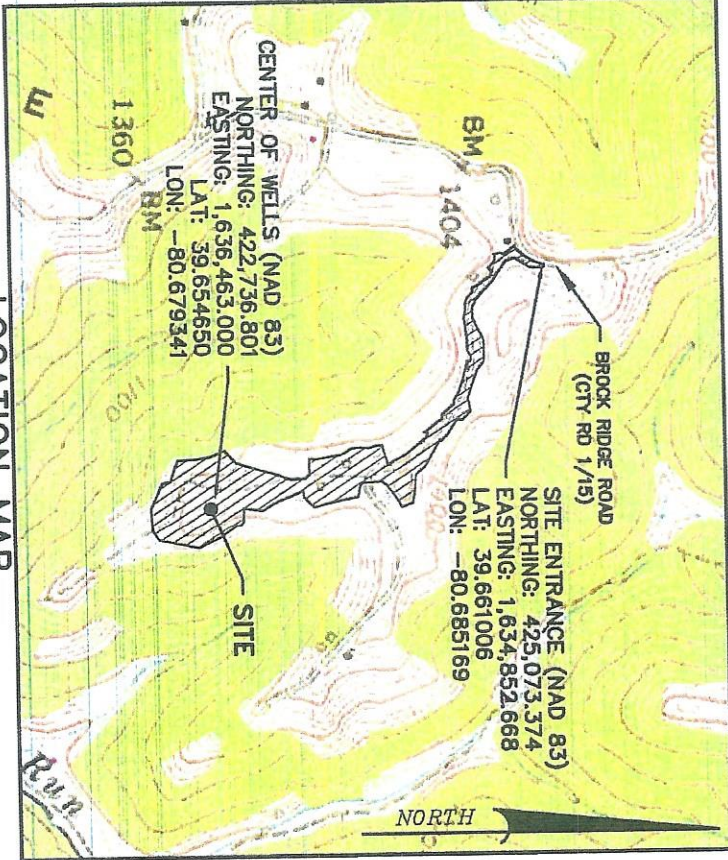 BROCK RIDGE ROAD
(CTY RD 1/15)
SITE ENTRANCE (NAD 83)
NORTHING: 425,073.374
EASTING: 1,634,852.668
LAT: 39.661006
LON: -80.685169
CENTER OF WELLS (NAD 83)
NORTHING: 422,736.801
EASTING: 1,636,463.000
LAT: 39.654650
LON: -80.679341
SITE
BM
1404
1360
BM
E
1100
Run
NORTH
LOCATION MAP